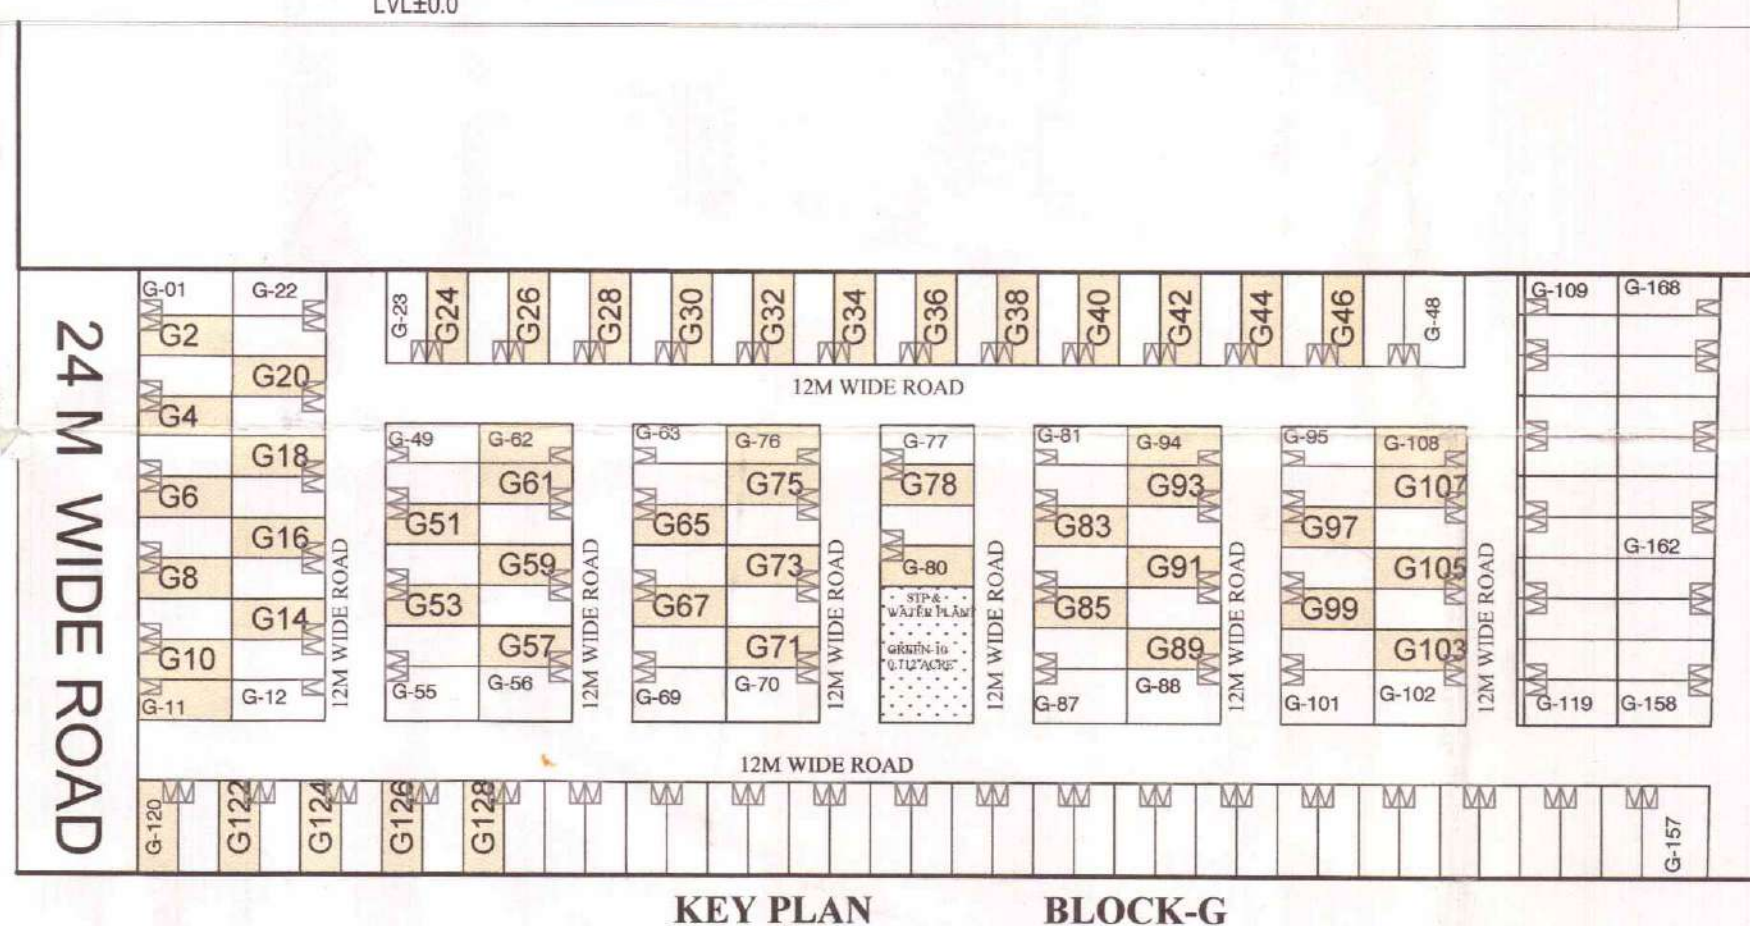 LVL±0.0
24 M WIDE ROAD
G-01
G-22
G2
G20
G4
G18
G6
G16
G8
G14
G10
G-11
G-12
12M WIDE ROAD
G-23
G24
G26
G28
G30
G32
G34
G36
G38
G40
G42
G44
G46
G-48
12M WIDE ROAD
G-49
G-62
G61
G51
G59
G53
G57
G-55
G-56
12M WIDE ROAD
G-63
G-76
G75
G65
G73
G67
G71
G-69
G-70
12M WIDE ROAD
G-77
G78
G-80
STP &
WATER PLANT
GREEN-10
0.712 ACRE
12M WIDE ROAD
G-81
G-94
G93
G83
G91
G85
G89
G-87
G-88
12M WIDE ROAD
G-95
G-108
G107
G97
G105
G99
G103
G-101
G-102
12M WIDE ROAD
G-109
G-168
G-162
G-119
G-158
12M WIDE ROAD
G-120
G122
G124
G126
G128
G-157
KEY PLAN BLOCK-G